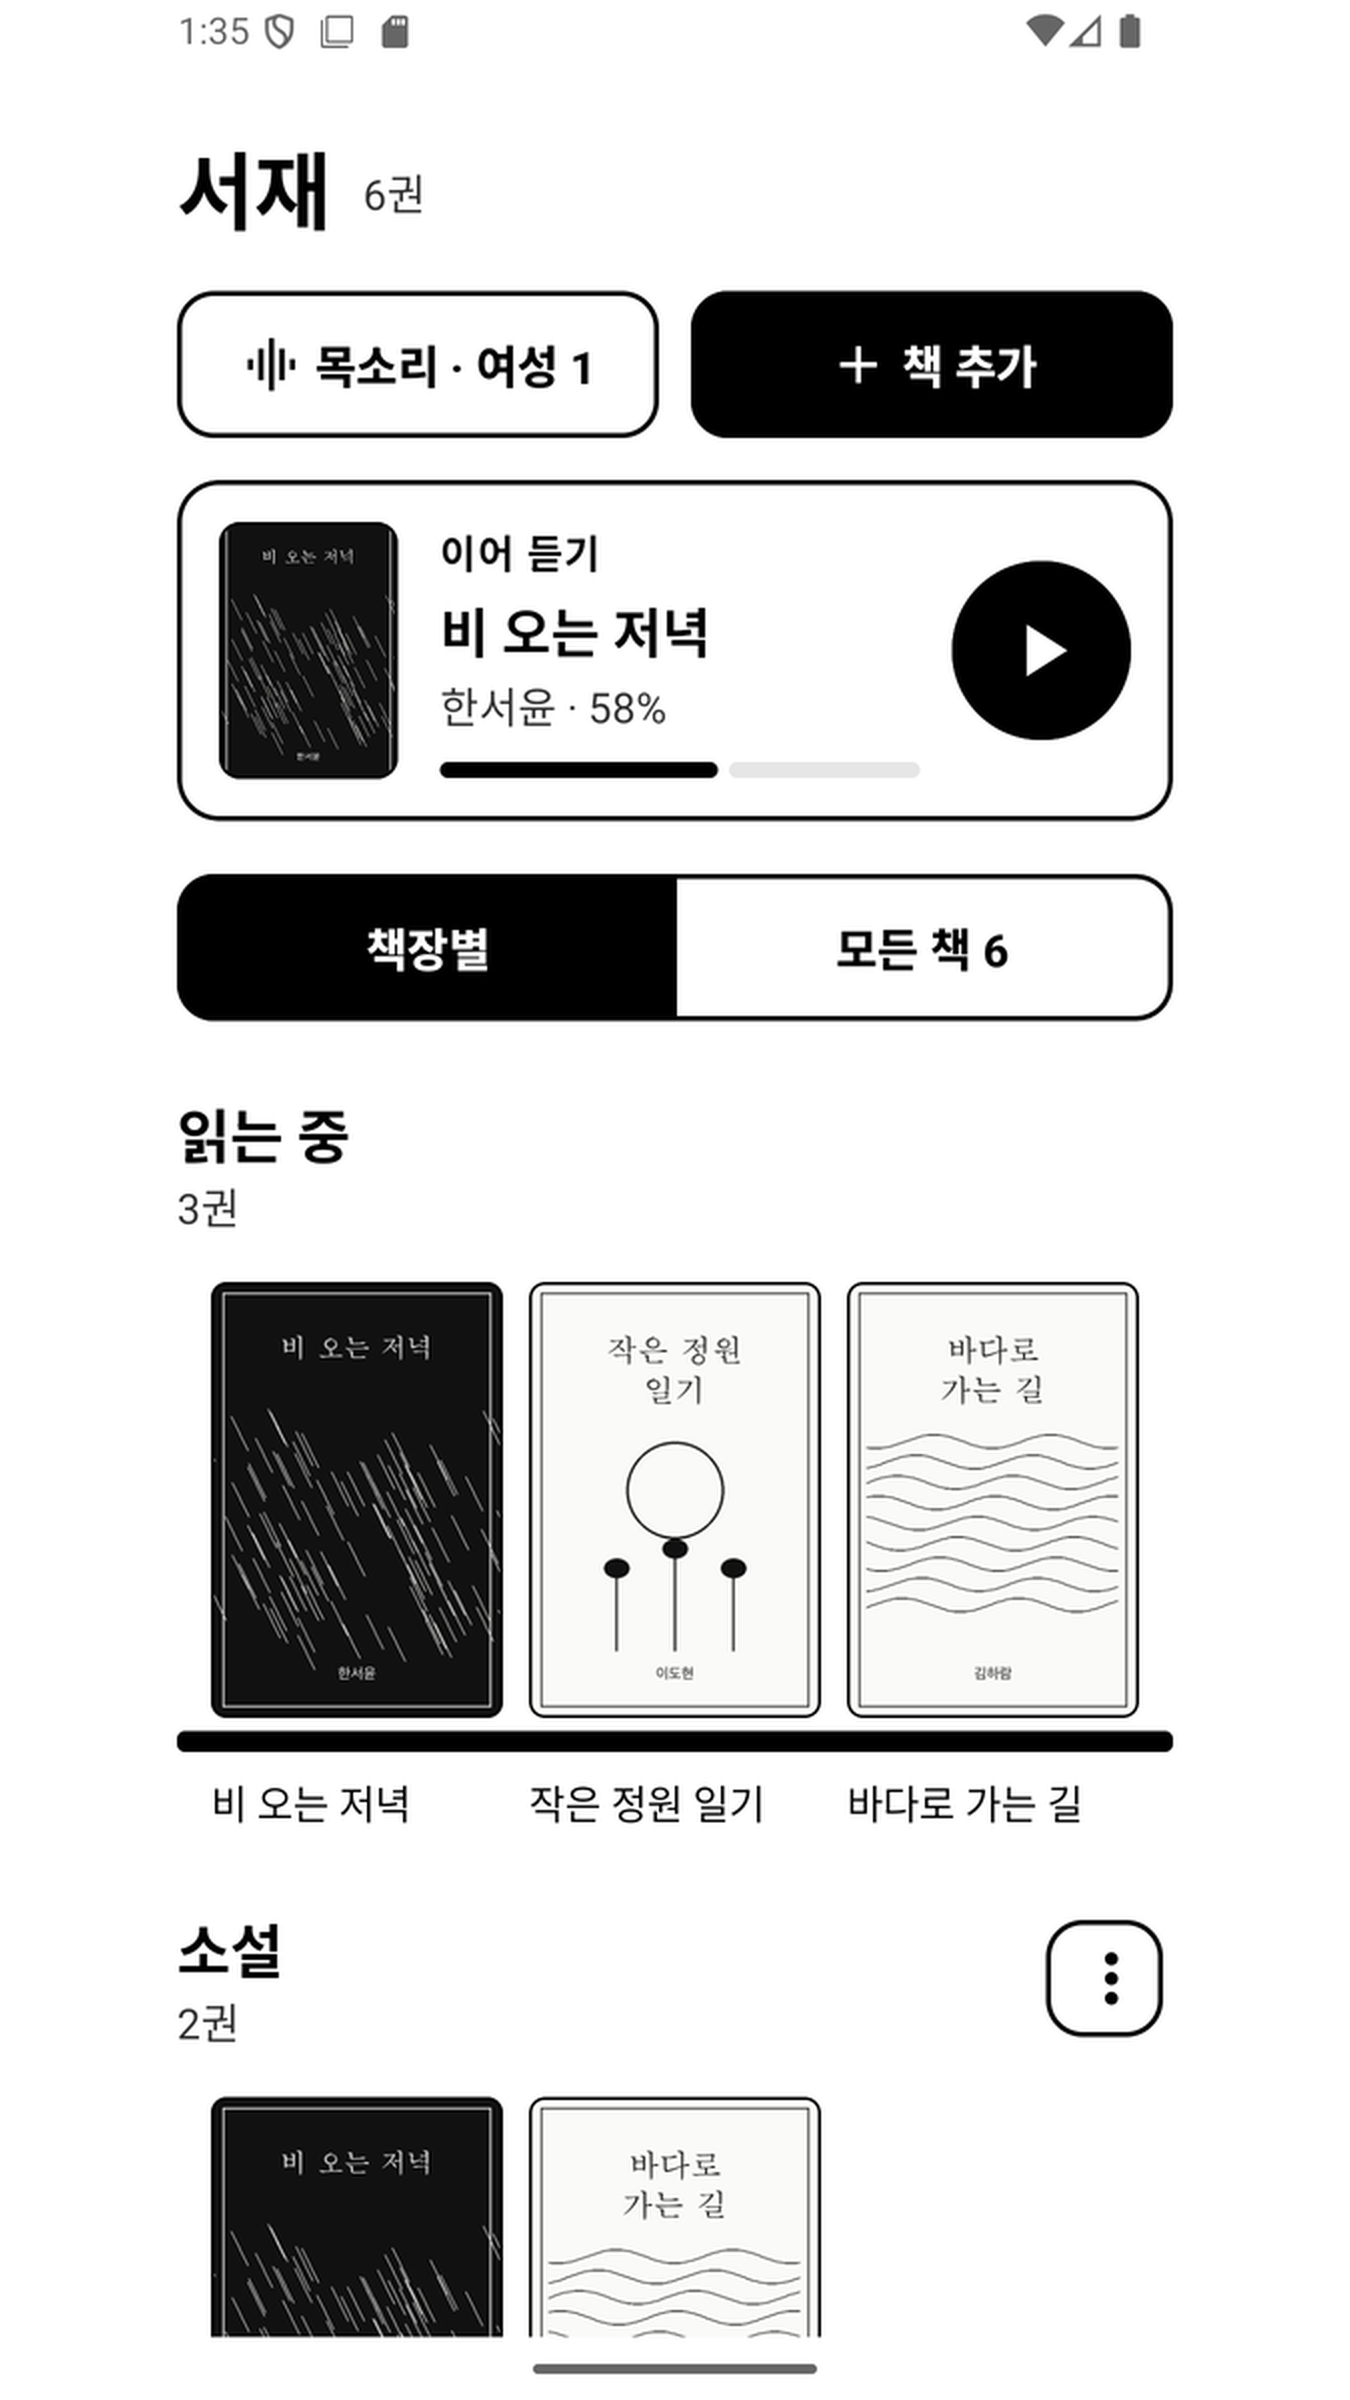 1:35
서재 6권
목소리 · 여성 1
+ 책 추가
비 오는 저녁
한서윤
이어 듣기
비 오는 저녁
한서윤 · 58%
책장별
모든 책 6
읽는 중
3권
비 오는 저녁
한서윤
작은 정원
일기
이도현
바다로
가는 길
김하람
비 오는 저녁
작은 정원 일기
바다로 가는 길
소설
2권
비 오는 저녁
바다로
가는 길